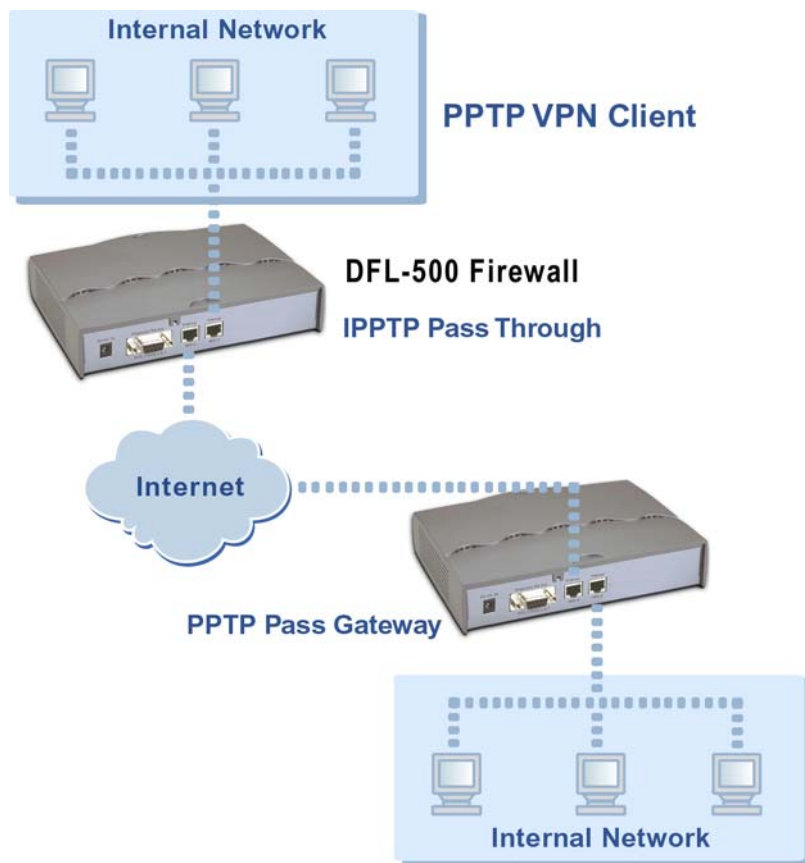 Internal Network
PPTP VPN Client
DFL-500 Firewall
IPPTP Pass Through
Internet
PPTP Pass Gateway
Internal Network